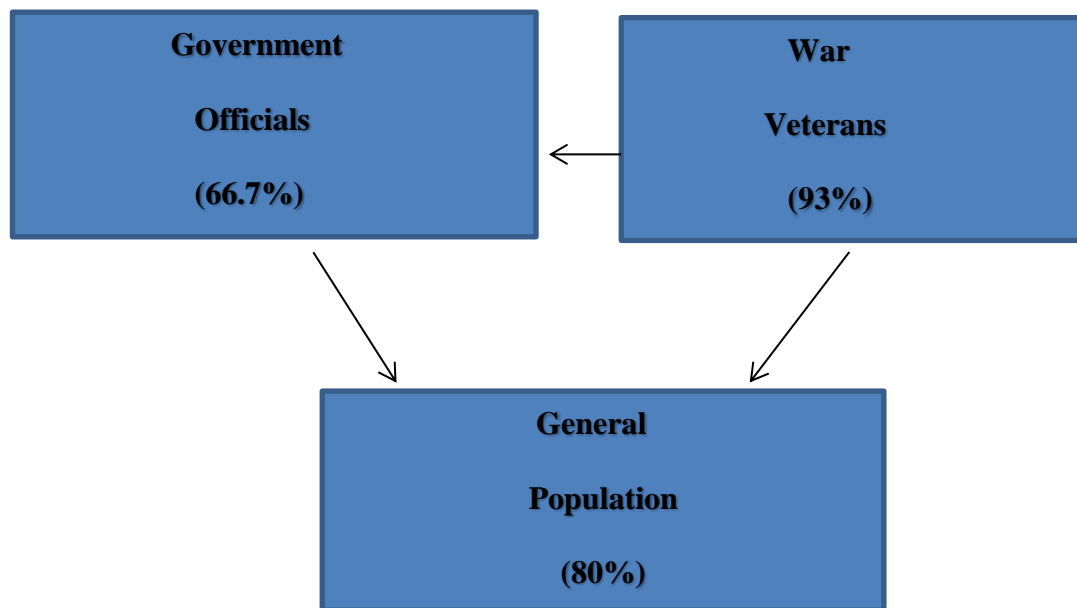 Government
Officials
(66.7%)
War
Veterans
(93%)
General
Population
(80%)